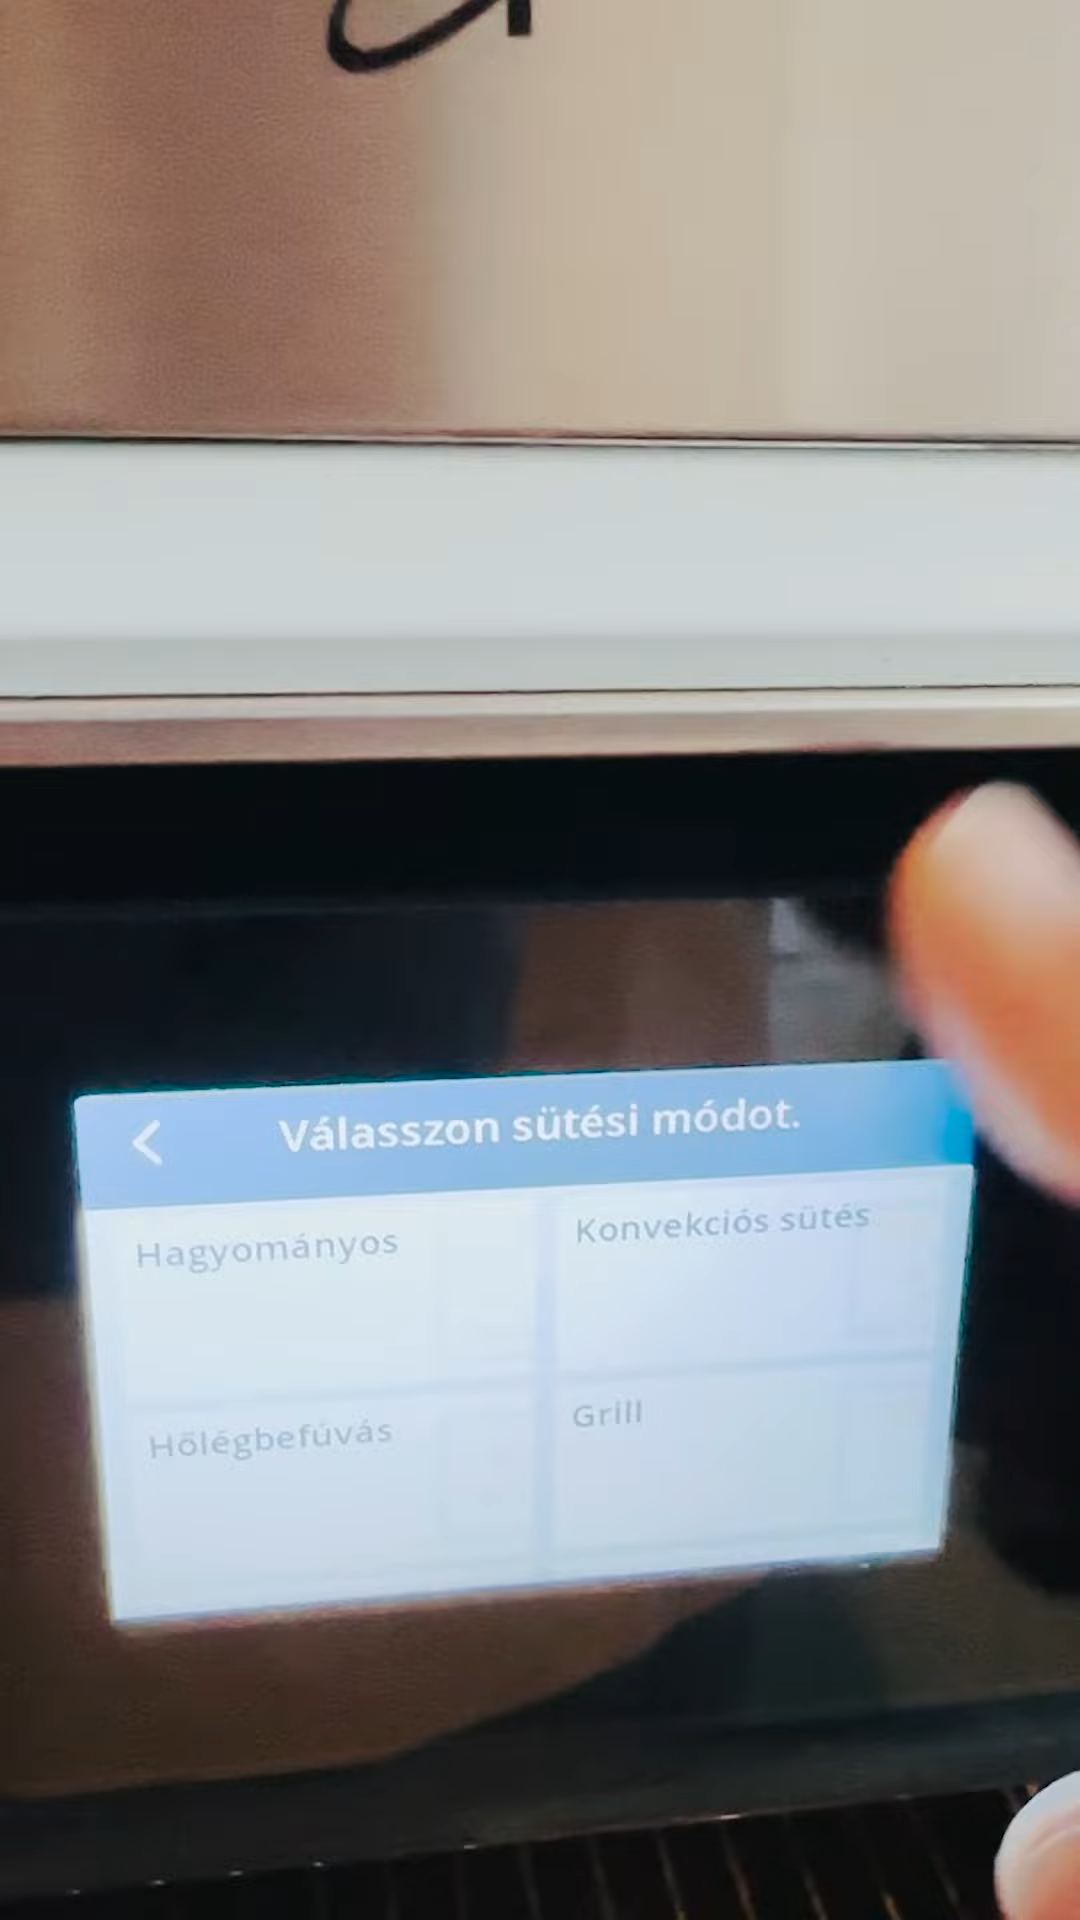 Válasszon sütési módot.
Hagyományos
Konvekciós sütés
Hőlégbefúvás
Grill